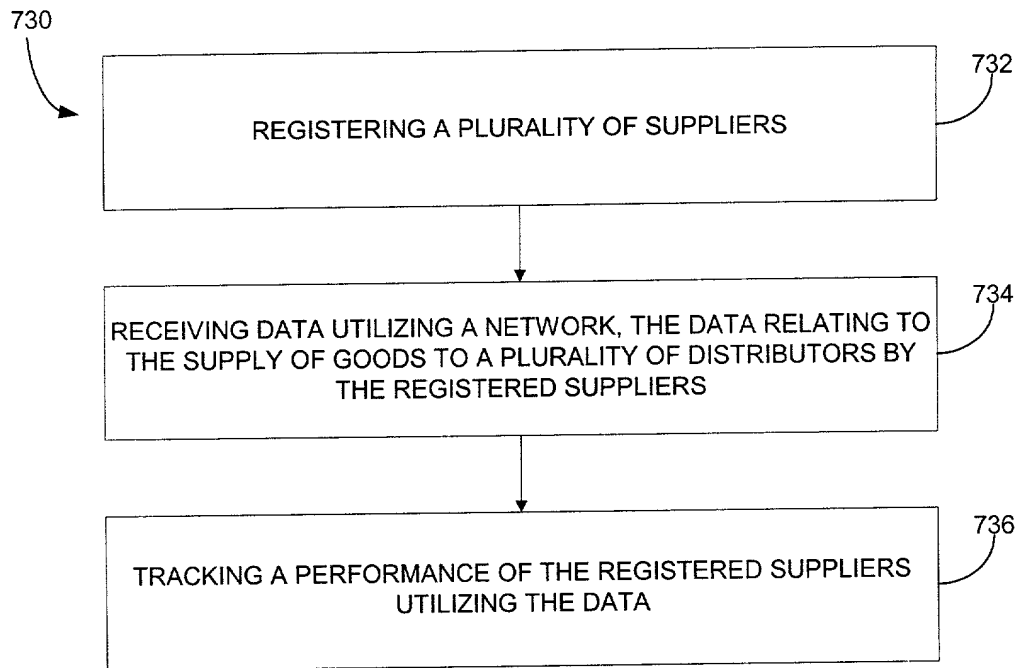 730
732
REGISTERING A PLURALITY OF SUPPLIERS
734
RECEIVING DATA UTILIZING A NETWORK, THE DATA RELATING TO
THE SUPPLY OF GOODS TO A PLURALITY OF DISTRIBUTORS BY
THE REGISTERED SUPPLIERS
736
TRACKING A PERFORMANCE OF THE REGISTERED SUPPLIERS
UTILIZING THE DATA